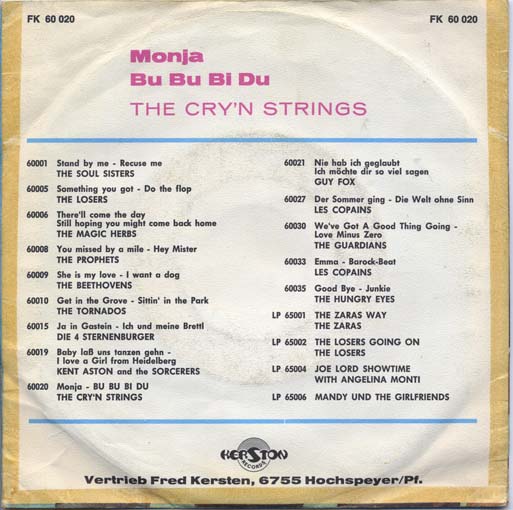 FK 60 020
FK 60 020
Monja
Bu Bu Bi Du
THE CRY'N STRINGS
60001 Stand by me - Recuse me
THE SOUL SISTERS
60005 Something you got - Do the flop
THE LOSERS
60006 There'll come the day
Still hoping you might come back home
THE MAGIC HERBS
60008 You missed by a mile - Hey Mister
THE PROPHETS
60009 She is my love - I want a dog
THE BEETHOVENS
60010 Get in the Grove - Sittin' in the Park
THE TORNADOS
60015 Ja in Gastein - Ich und meine Brettl
DIE 4 STERNENBURGER
60019 Baby laß uns tanzen gehn -
I love a Girl from Heidelberg
KENT ASTON and the SORCERERS
60020 Monja - BU BU BI DU
THE CRY'N STRINGS
60021 Nie hab ich geglaubt
Ich möchte dir so viel sagen
GUY FOX
60027 Der Sommer ging - Die Welt ohne Sinn
LES COPAINS
60030 We've Got A Good Thing Going -
Love Minus Zero
THE GUARDIANS
60033 Emma - Barock-Beat
LES COPAINS
60035 Good Bye - Junkie
THE HUNGRY EYES
LP 65001 THE ZARAS WAY
THE ZARAS
LP 65002 THE LOSERS GOING ON
THE LOSERS
LP 65004 JOE LORD SHOWTIME
WITH ANGELINA MONTI
LP 65006 MANDY UND THE GIRLFRIENDS
KERSTON
RECORDS
Vertrieb Fred Kersten, 6755 Hochspeyer/Pf.